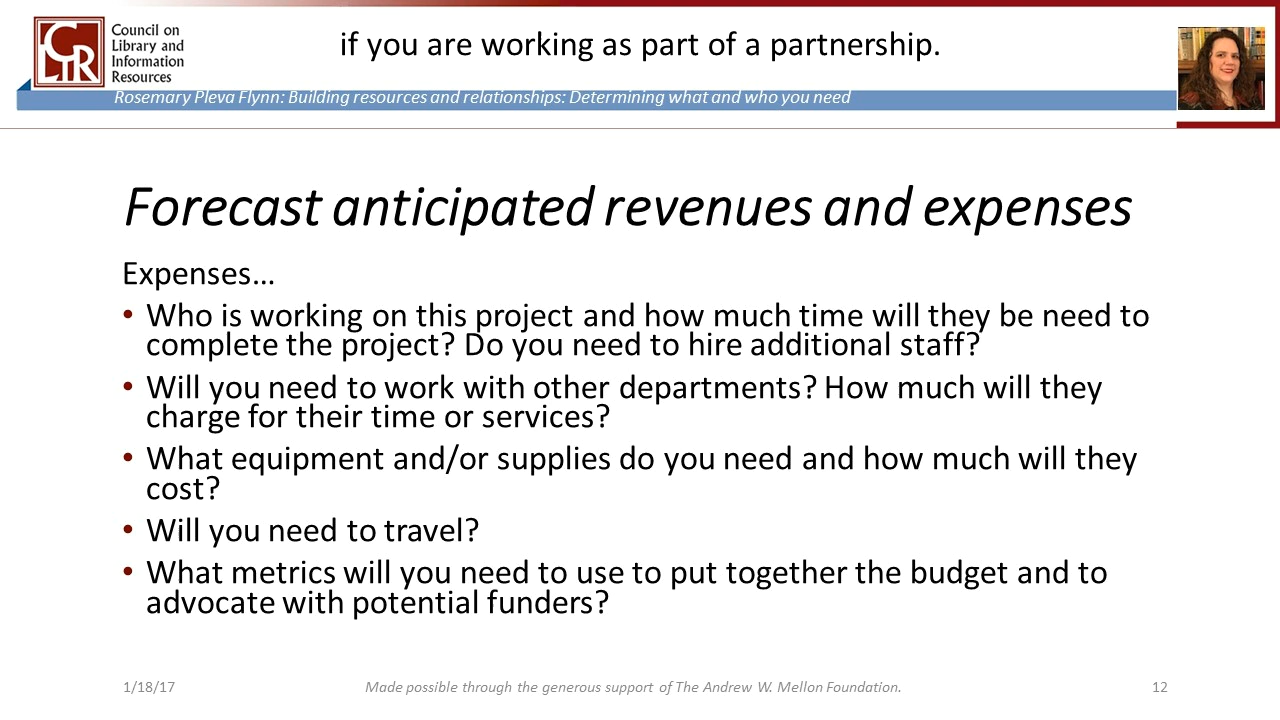 Council on
Library and
Information
Resources
CLIR
if you are working as part of a partnership.
Rosemary Pleva Flynn: Building resources and relationships: Determining what and who you need
Forecast anticipated revenues and expenses
Expenses…
• Who is working on this project and how much time will they be need to
complete the project? Do you need to hire additional staff?
• Will you need to work with other departments? How much will they
charge for their time or services?
• What equipment and/or supplies do you need and how much will they
cost?
• Will you need to travel?
• What metrics will you need to use to put together the budget and to
advocate with potential funders?
1/18/17
Made possible through the generous support of The Andrew W. Mellon Foundation.
12